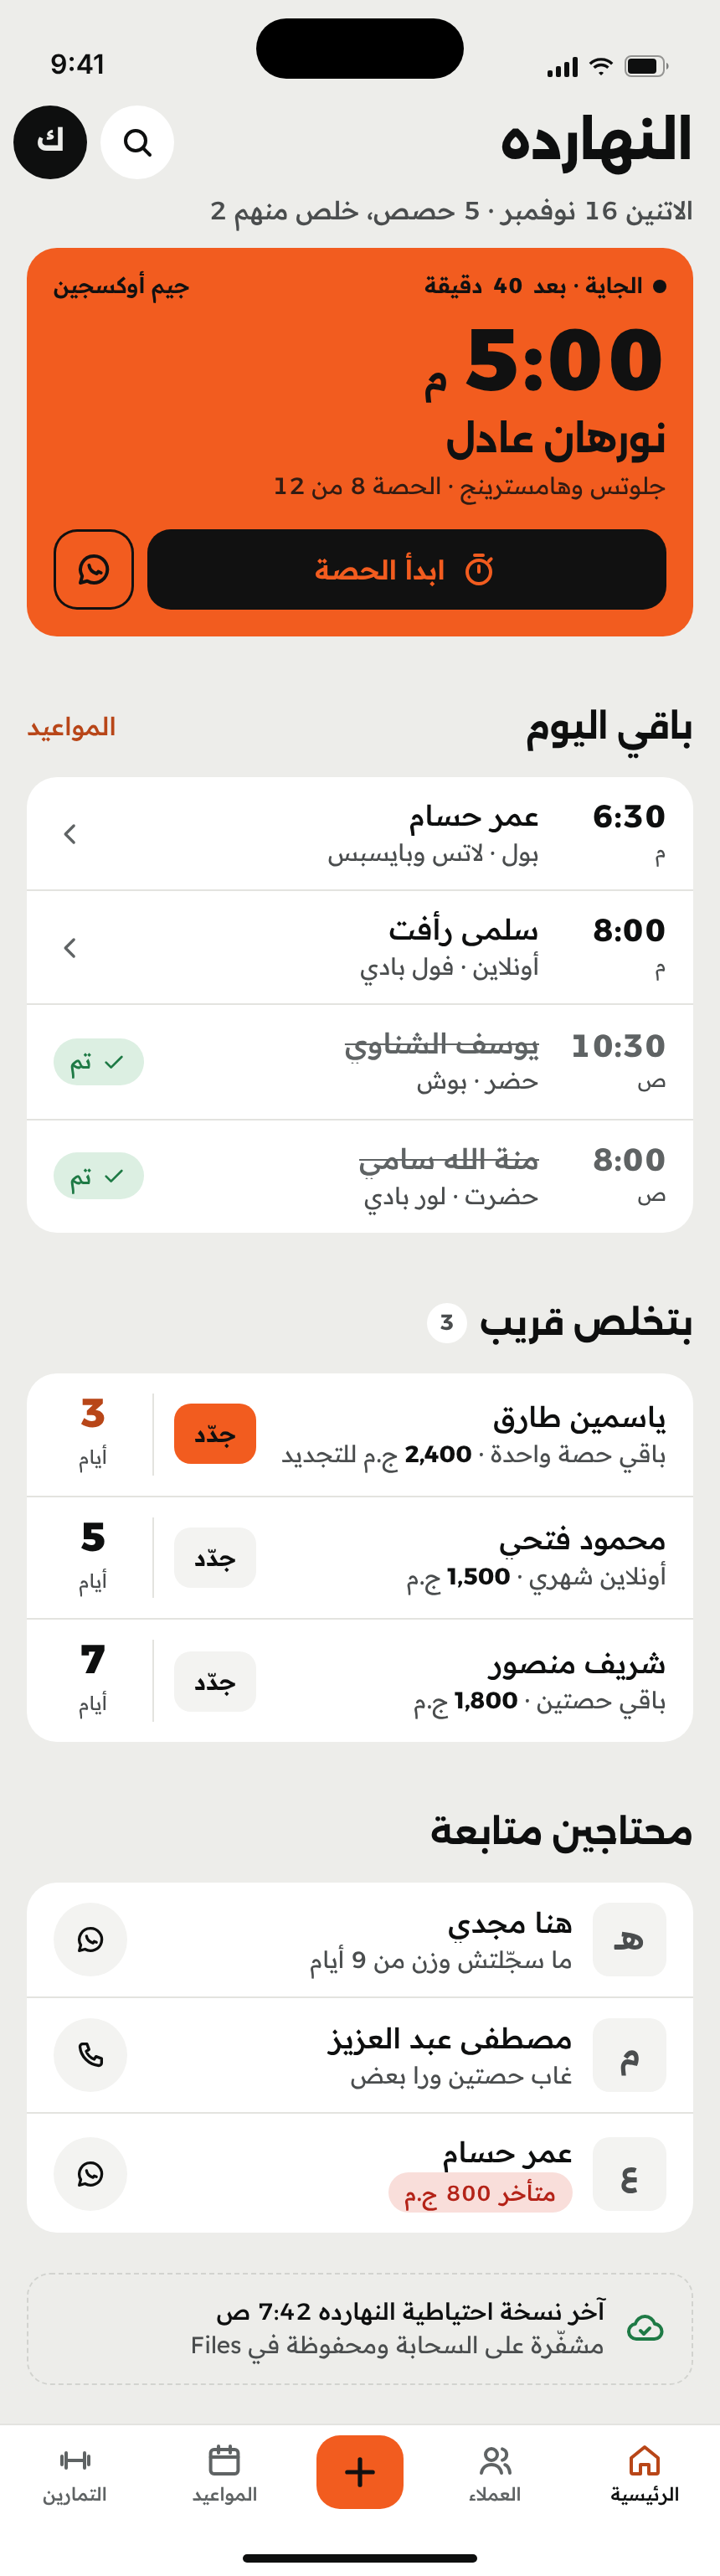 9:41
النهارده
ك
الاتنين 16 نوفمبر · 5 حصص، خلص منهم 2
الجاية · بعد 40 دقيقة
جيم أوكسجين
5:00 م
نورهان عادل
جلوتس وهامسترينج · الحصة 8 من 12
ابدأ الحصة
باقي اليوم
المواعيد
6:30 م
عمر حسام
بول · لاتس وبايسبس
8:00 م
سلمى رأفت
أونلاين · فول بادي
10:30 ص
يوسف الشناوي
حضر · بوش
تم
8:00 ص
منة الله سامي
حضرت · لور بادي
تم
بتخلص قريب 3
ياسمين طارق
باقي حصة واحدة · 2,400 ج.م للتجديد
جدّد
3 أيام
محمود فتحي
أونلاين شهري · 1,500 ج.م
جدّد
5 أيام
شريف منصور
باقي حصتين · 1,800 ج.م
جدّد
7 أيام
محتاجين متابعة
هـ
هنا مجدي
ما سجّلتش وزن من 9 أيام
م
مصطفى عبد العزيز
غاب حصتين ورا بعض
ع
عمر حسام
متأخر 800 ج.م
آخر نسخة احتياطية النهارده 7:42 ص
مشفّرة على السحابة ومحفوظة في Files
الرئيسية
العملاء
المواعيد
التمارين